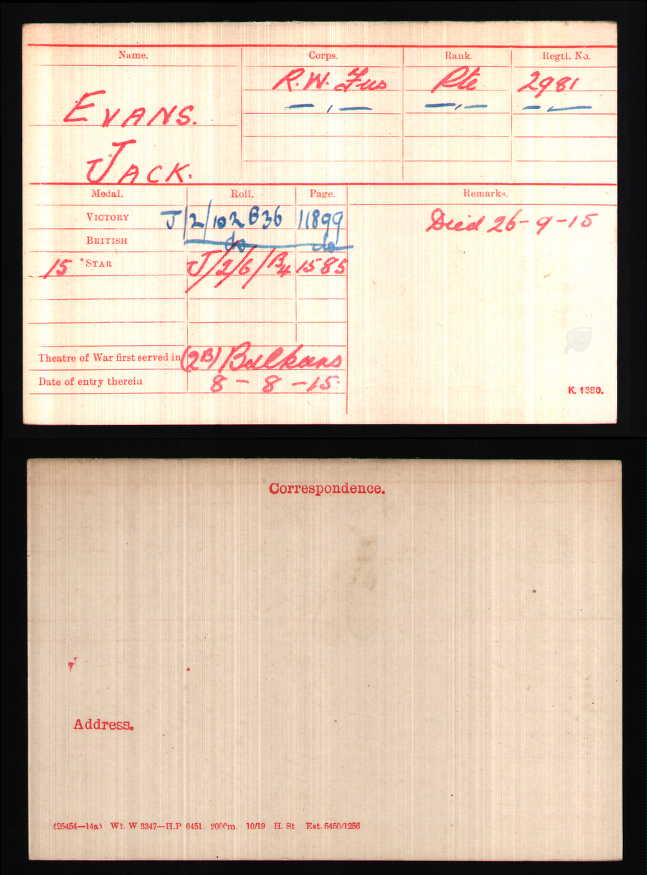 Name. Corps. Rank. Regtl. No.
EVANS. R.W. Fus Pte 2981
— , — — , — — , —
JACK.
Medal. Roll. Page. Remarks.
VICTORY J/2/102B36 11899 Died 26-9-15
BRITISH do do
15 *STAR J/2/6/B4 1585
Theatre of War first served in (2B) Balkans
Date of entry therein 8-8-15.
K. 1380.
Correspondence.
Address.
(25454—14a) Wt. W 3347—H.P 6451 2000m. 10/19 H. St Est. 5450/1256